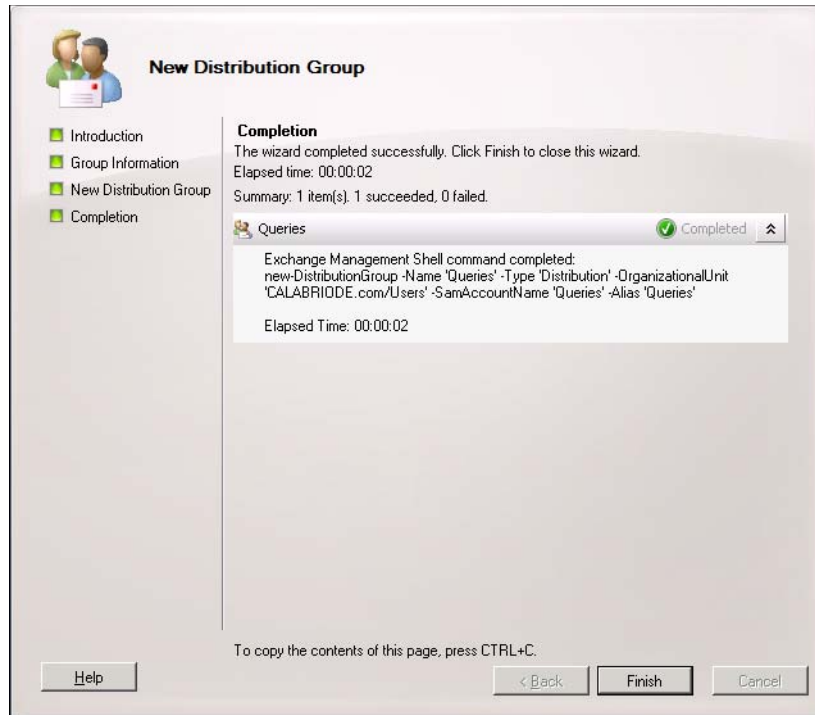 New Distribution Group
Introduction
Group Information
New Distribution Group
Completion
Completion
The wizard completed successfully. Click Finish to close this wizard.
Elapsed time: 00:00:02
Summary: 1 item(s). 1 succeeded, 0 failed.
Queries
Completed
Exchange Management Shell command completed:
new-DistributionGroup -Name 'Queries' -Type 'Distribution' -OrganizationalUnit
'CALABRIODE.com/Users' -SamAccountName 'Queries' -Alias 'Queries'
Elapsed Time: 00:00:02
To copy the contents of this page, press CTRL+C.
Help
< Back
Finish
Cancel